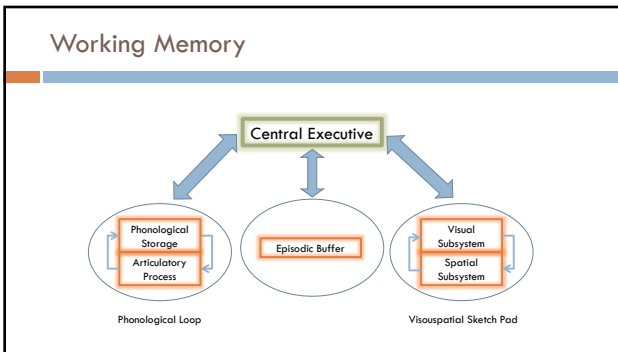 Working Memory
Central Executive
Phonological
Storage
Articulatory
Process
Episodic Buffer
Visual
Subsystem
Spatial
Subsystem
Phonological Loop
Visouspatial Sketch Pad